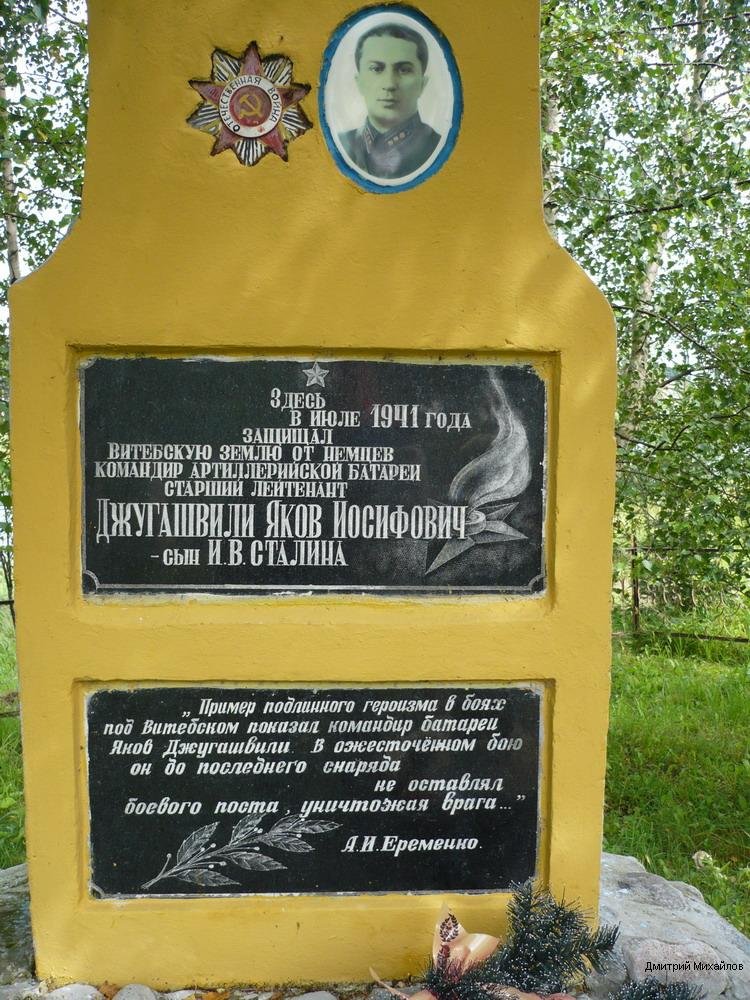 ОТЕЧЕСТВЕННАЯ ВОЙНА
ЗДЕСЬ
В ИЮЛЕ 1941 ГОДА
ЗАЩИЩАЛ
ВИТЕБСКУЮ ЗЕМЛЮ ОТ НЕМЦЕВ
КОМАНДИР АРТИЛЛЕРИЙСКОЙ БАТАРЕИ
СТАРШИЙ ЛЕЙТЕНАНТ
ДЖУГАШВИЛИ ЯКОВ ИОСИФОВИЧ
- СЫН И.В. СТАЛИНА
„Пример подлинного героизма в боях
под Витебском показал командир батареи
Яков Джугашвили. В ожесточённом бою
он до последнего снаряда
не оставлял
боевого поста, уничтожая врага..."
А.И. Еременко.
Дмитрий Михайлов